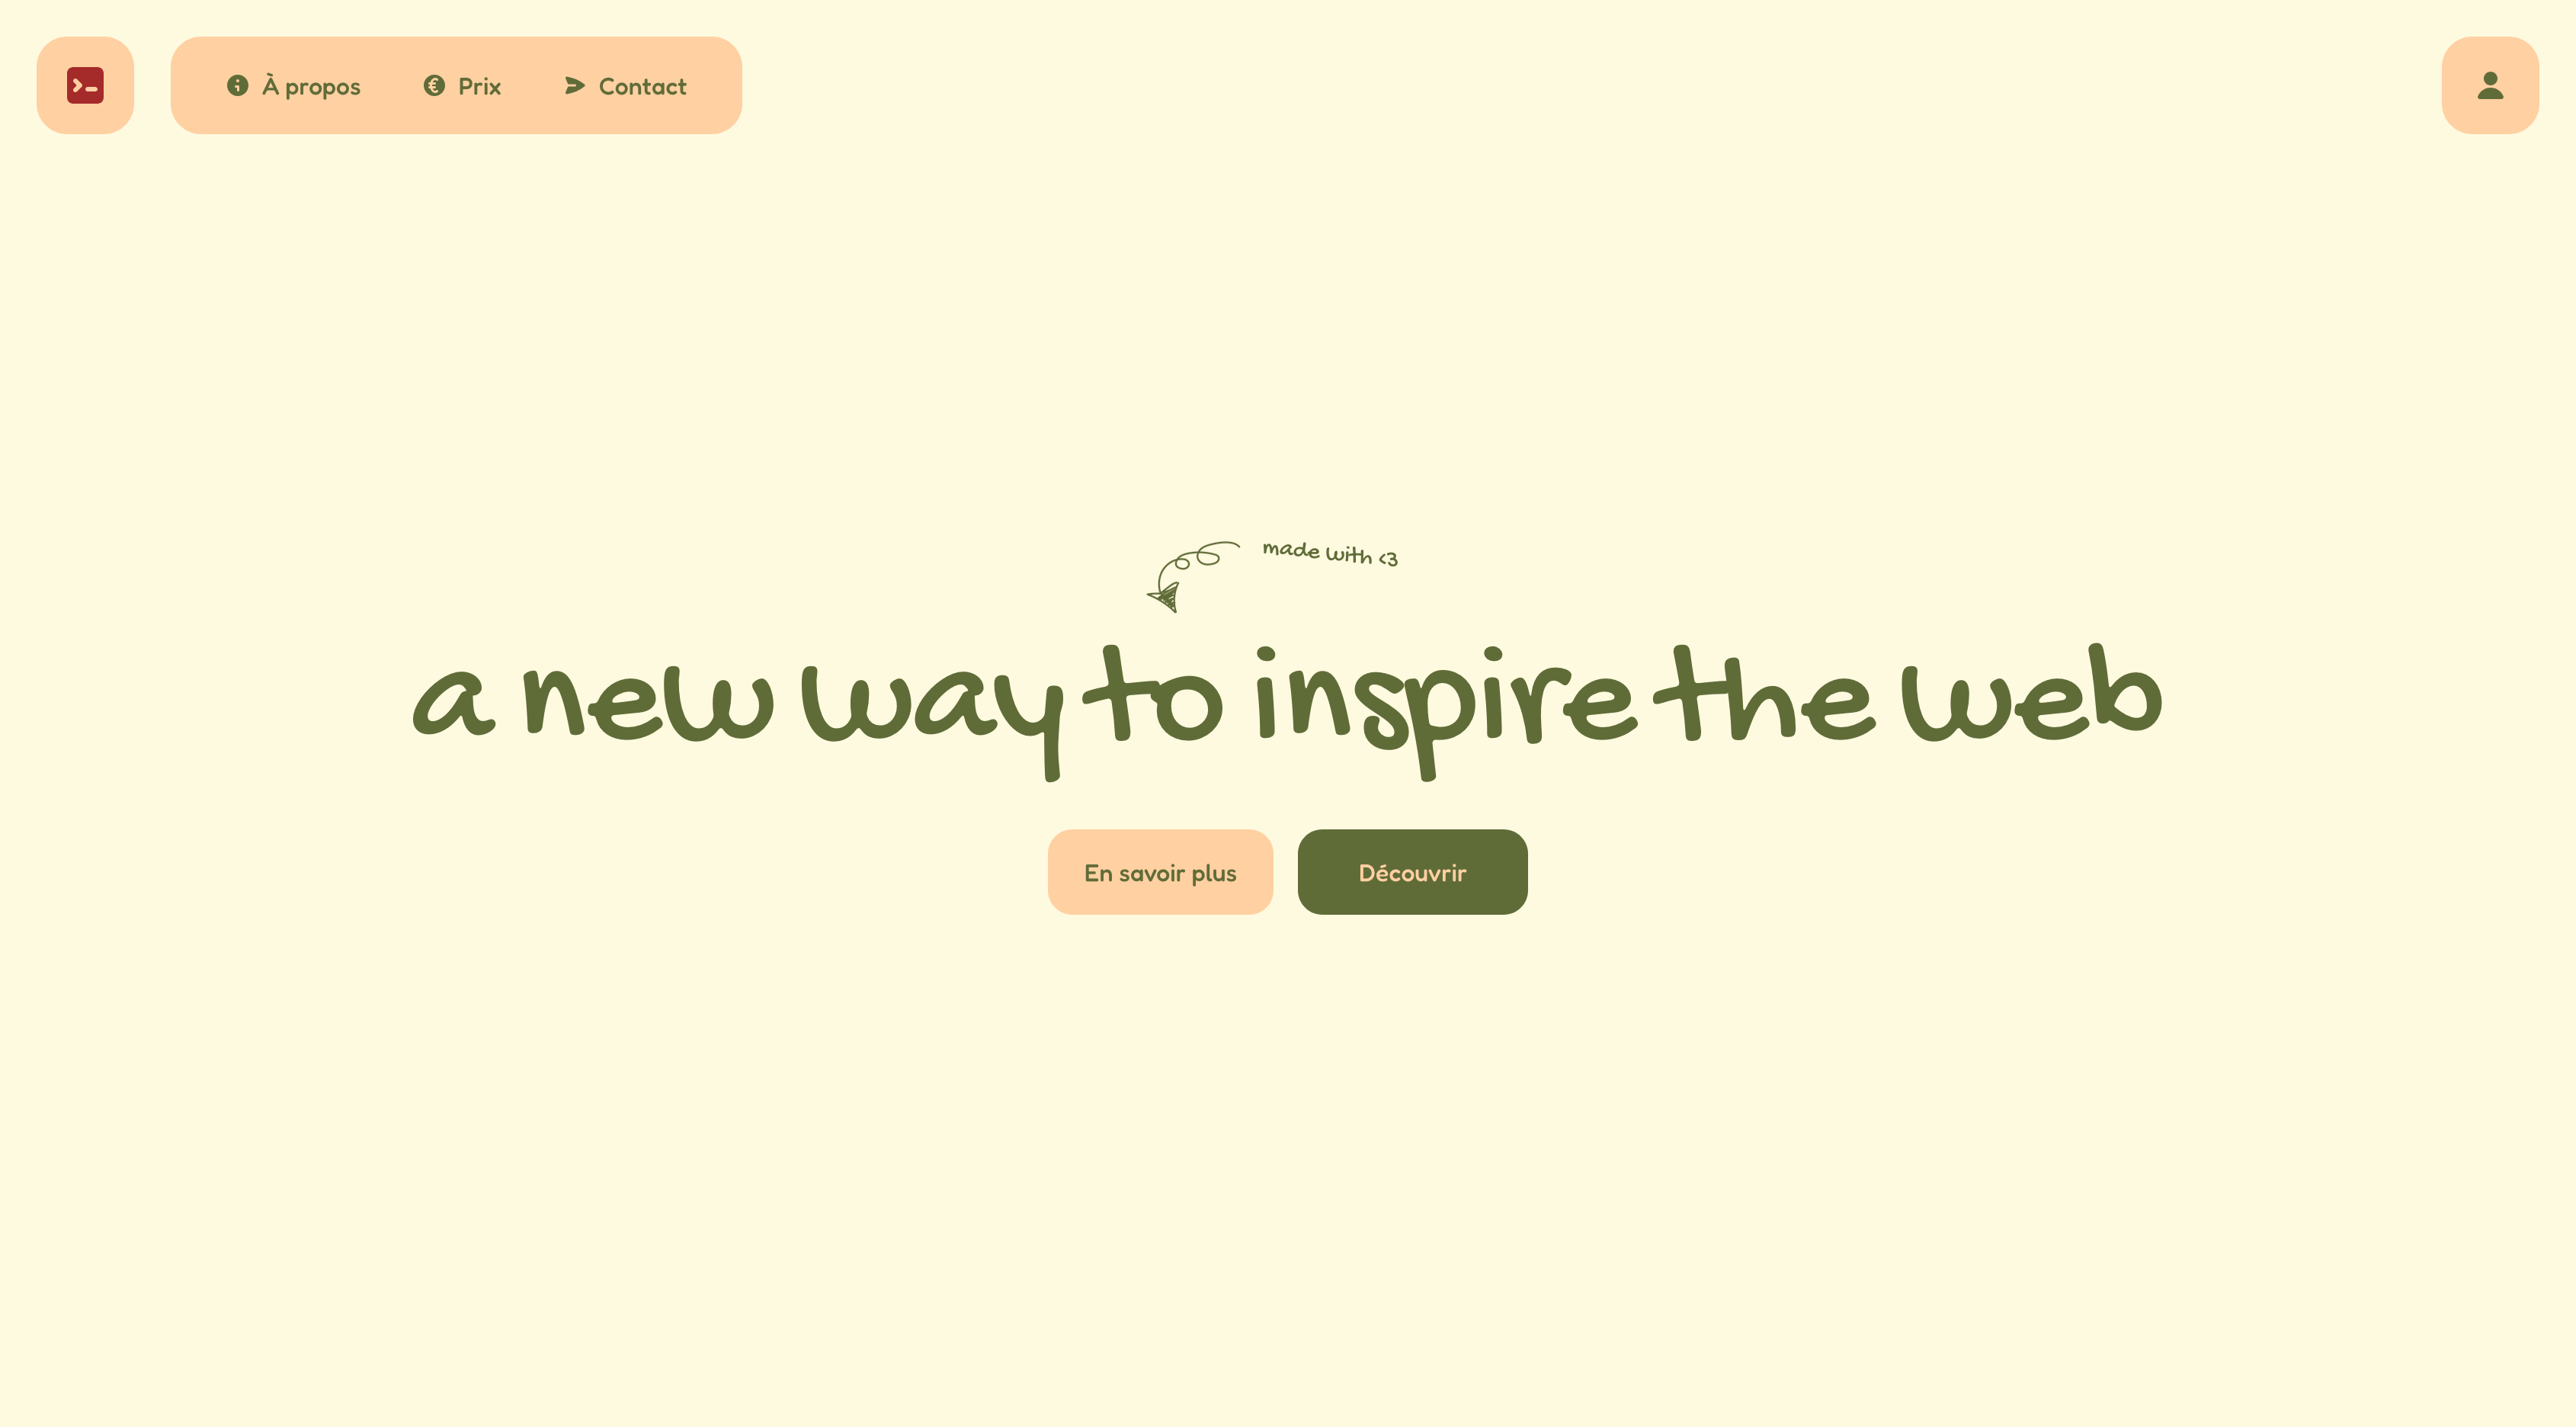 À propos
Prix
Contact
made with <3
a new way to inspire the web
En savoir plus
Découvrir